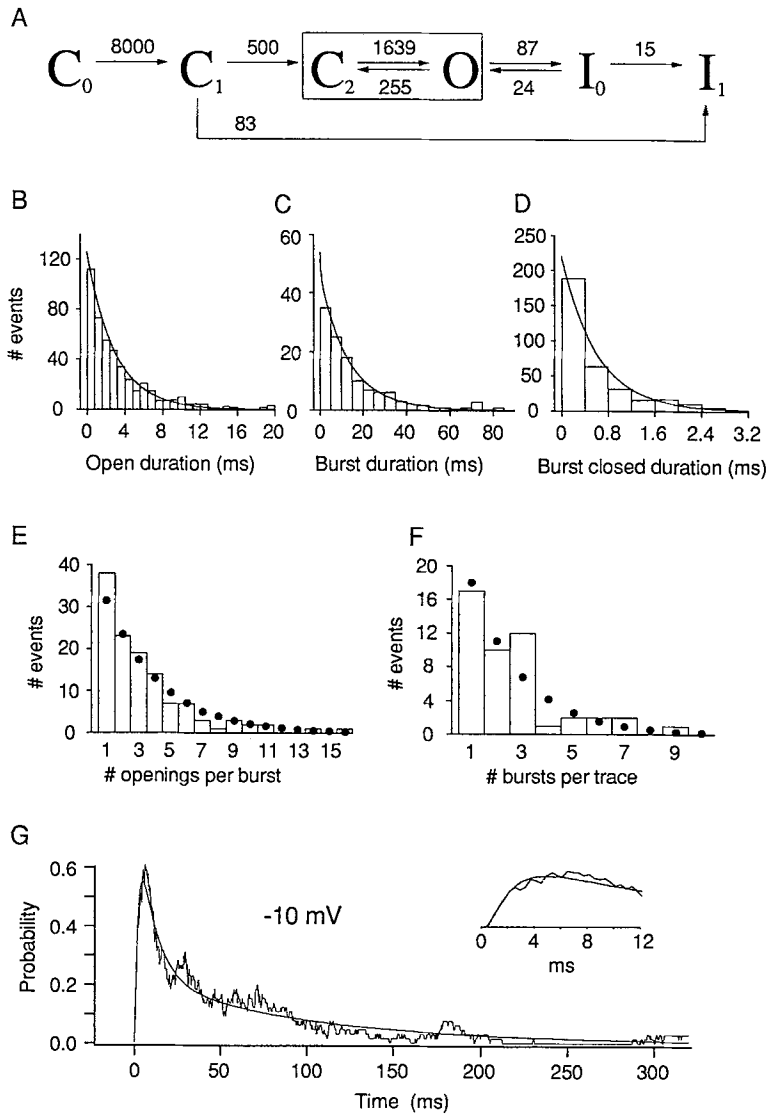 A
8000 500 1639 87 15
C0 C1 C2 O I0 I1
255 24
83
B C D
# events
120
80
40
0
0 4 8 12 16 20
Open duration (ms)
60
40
20
0
0 20 40 60 80
Burst duration (ms)
250
200
150
100
50
0
0 0.8 1.6 2.4 3.2
Burst closed duration (ms)
E F
# events
40
30
20
10
0
1 3 5 7 9 11 13 15
# openings per burst
# events
20
16
12
8
4
0
1 3 5 7 9
# bursts per trace
G
Probability
0.6
0.4
0.2
0.0
-10 mV
0 4 8 12
ms
0 50 100 150 200 250 300
Time (ms)